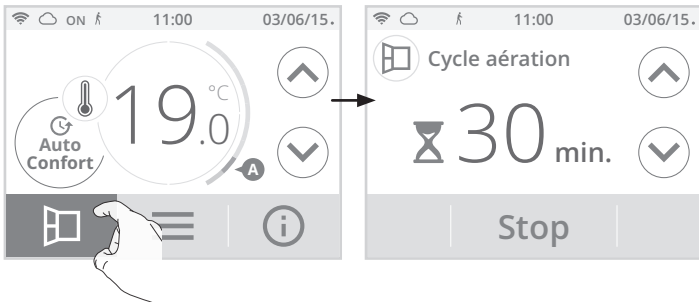 ON 11:00 03/06/15.
19.0 °C
Auto
Confort
A
11:00 03/06/15.
Cycle aération
30 min.
Stop